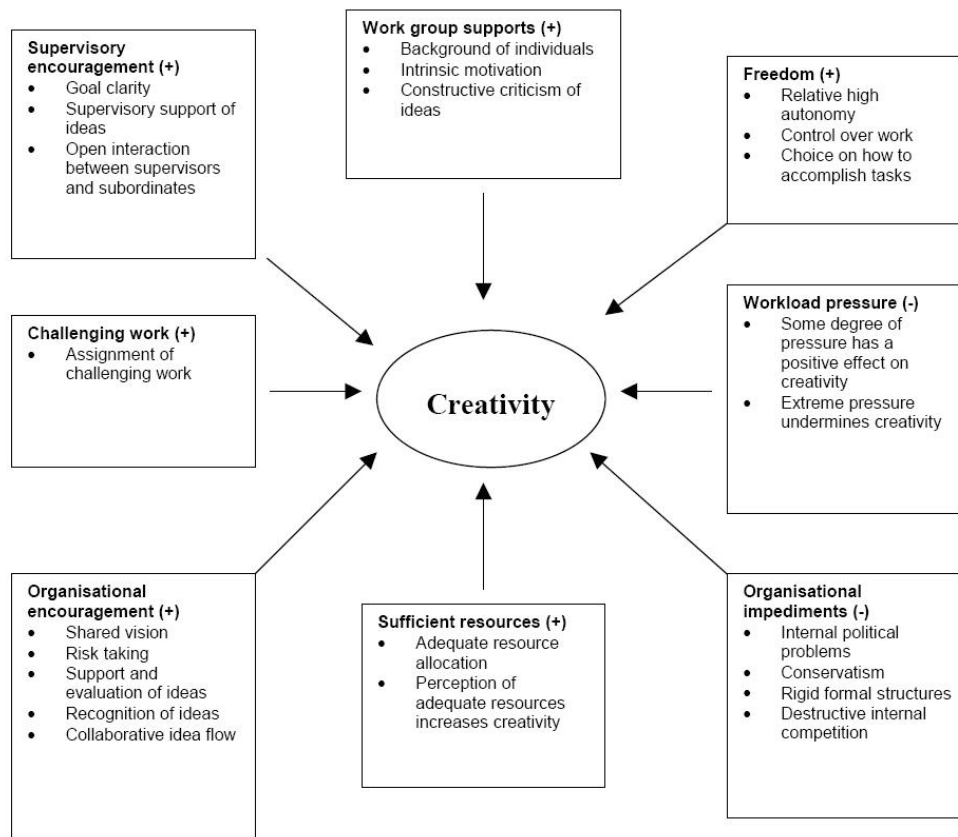 Supervisory
encouragement (+)
• Goal clarity
• Supervisory support of
ideas
• Open interaction
between supervisors
and subordinates
Work group supports (+)
• Background of individuals
• Intrinsic motivation
• Constructive criticism of
ideas
Freedom (+)
• Relative high
autonomy
• Control over work
• Choice on how to
accomplish tasks
Challenging work (+)
• Assignment of
challenging work
Creativity
Workload pressure (-)
• Some degree of
pressure has a
positive effect on
creativity
• Extreme pressure
undermines creativity
Organisational
encouragement (+)
• Shared vision
• Risk taking
• Support and
evaluation of ideas
• Recognition of ideas
• Collaborative idea flow
Sufficient resources (+)
• Adequate resource
allocation
• Perception of
adequate resources
increases creativity
Organisational
impediments (-)
• Internal political
problems
• Conservatism
• Rigid formal structures
• Destructive internal
competition